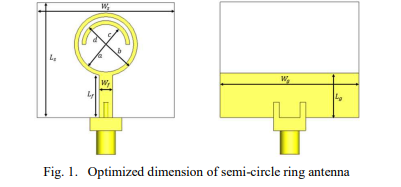 Ws
Ls
d
c
a
b
Wf
Lf
Wg
Lg
Fig. 1. Optimized dimension of semi-circle ring antenna